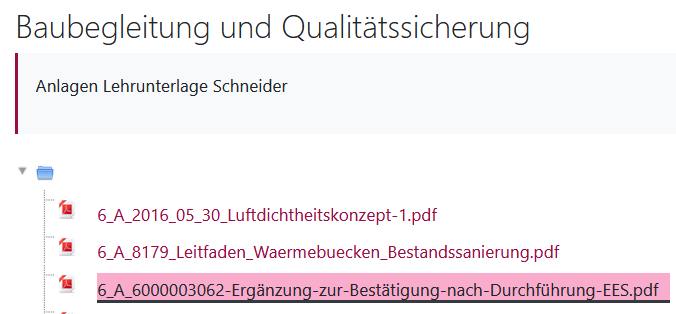 Baubegleitung und Qualitätssicherung
Anlagen Lehrunterlage Schneider
6_A_2016_05_30_Luftdichtheitskonzept-1.pdf
6_A_8179_Leitfaden_Waermebuecken_Bestandssanierung.pdf
6_A_6000003062-Ergänzung-zur-Bestätigung-nach-Durchführung-EES.pdf